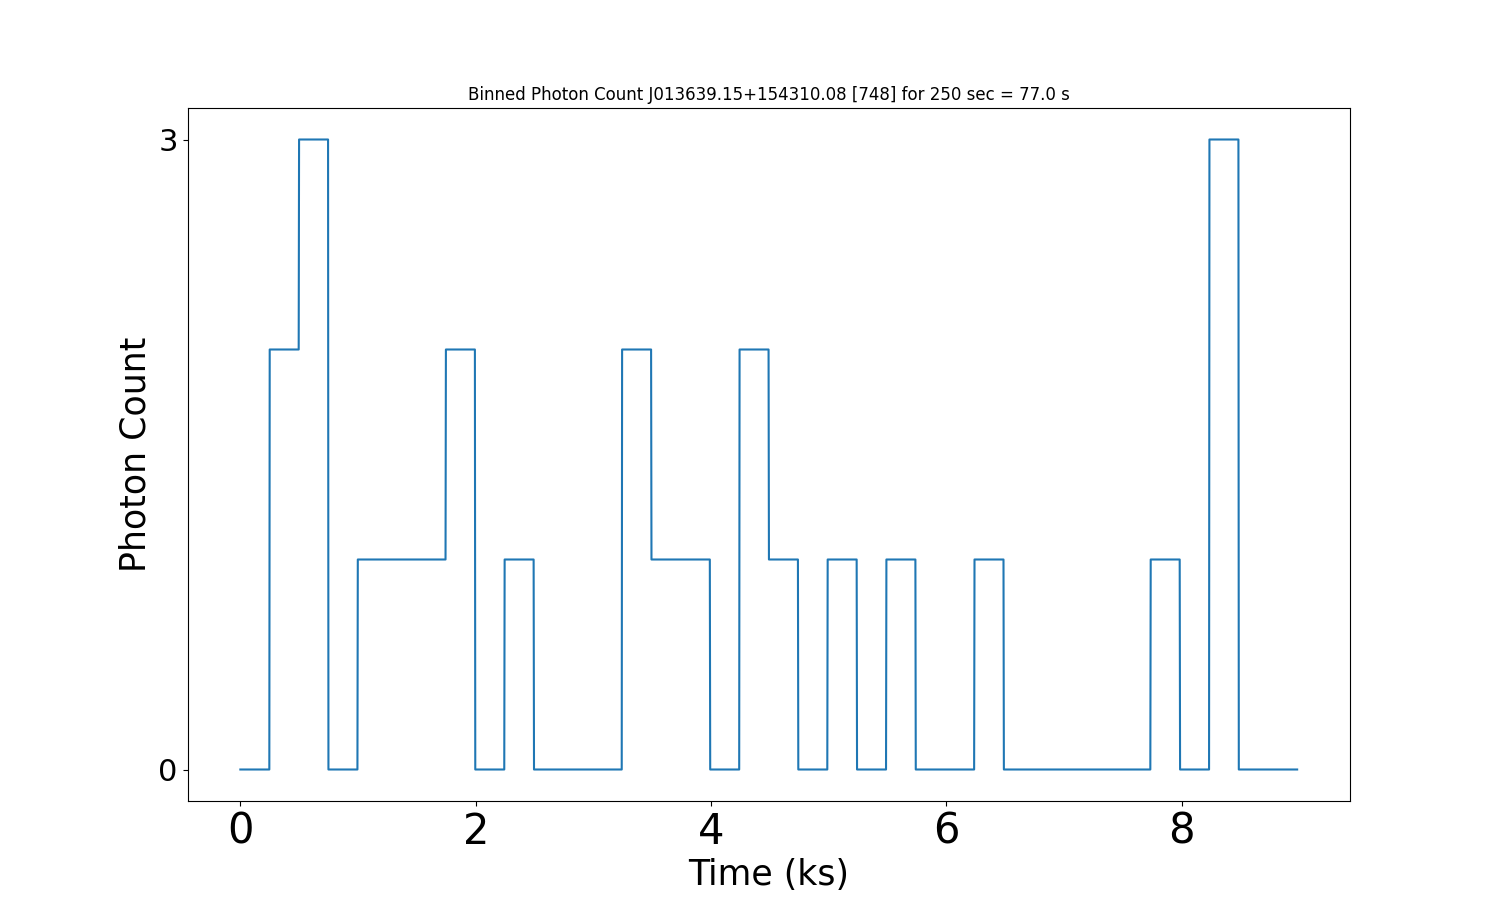 Binned Photon Count J013639.15+154310.08 [748] for 250 sec = 77.0 s
3
Photon Count
0
0 2 4 6 8
Time (ks)